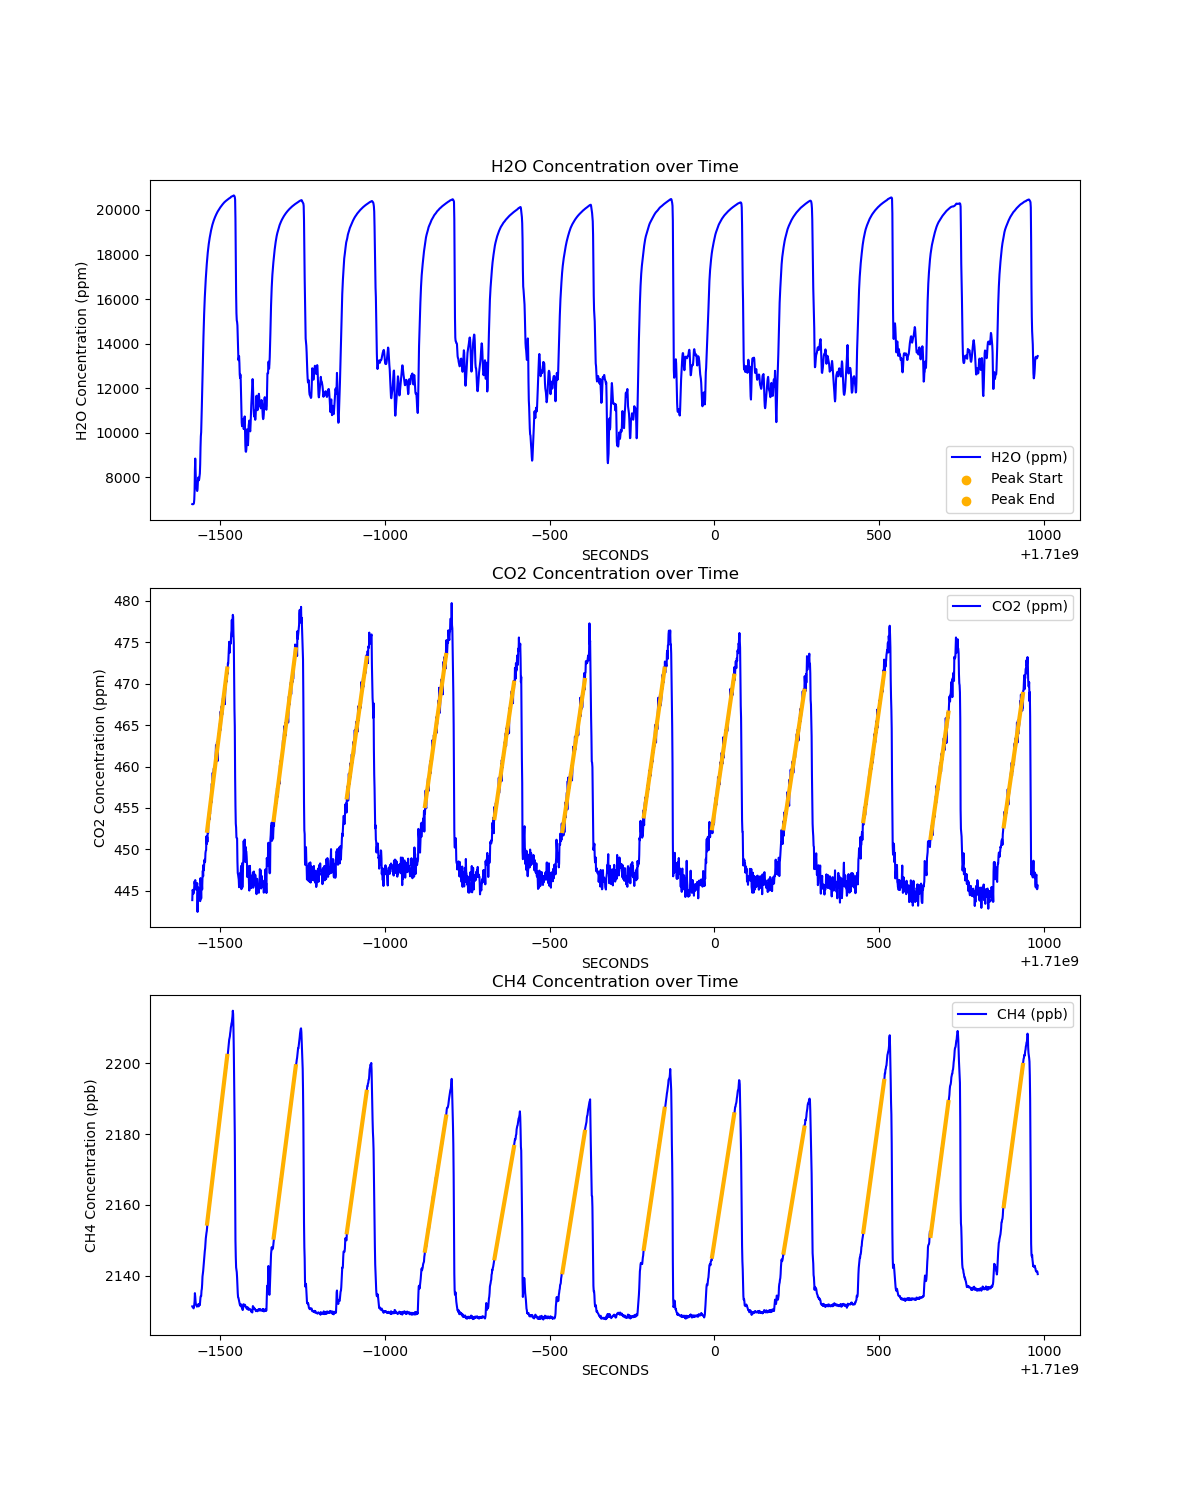 H2O Concentration over Time
20000
18000
16000
14000
12000
10000
8000
H2O Concentration (ppm)
H2O (ppm)
Peak Start
Peak End
−1500 −1000 −500 0 500 1000
SECONDS
+1.71e9
CO2 Concentration over Time
480
475
470
465
460
455
450
445
CO2 Concentration (ppm)
CO2 (ppm)
−1500 −1000 −500 0 500 1000
SECONDS
+1.71e9
CH4 Concentration over Time
2200
2180
2160
2140
CH4 Concentration (ppb)
CH4 (ppb)
−1500 −1000 −500 0 500 1000
SECONDS
+1.71e9